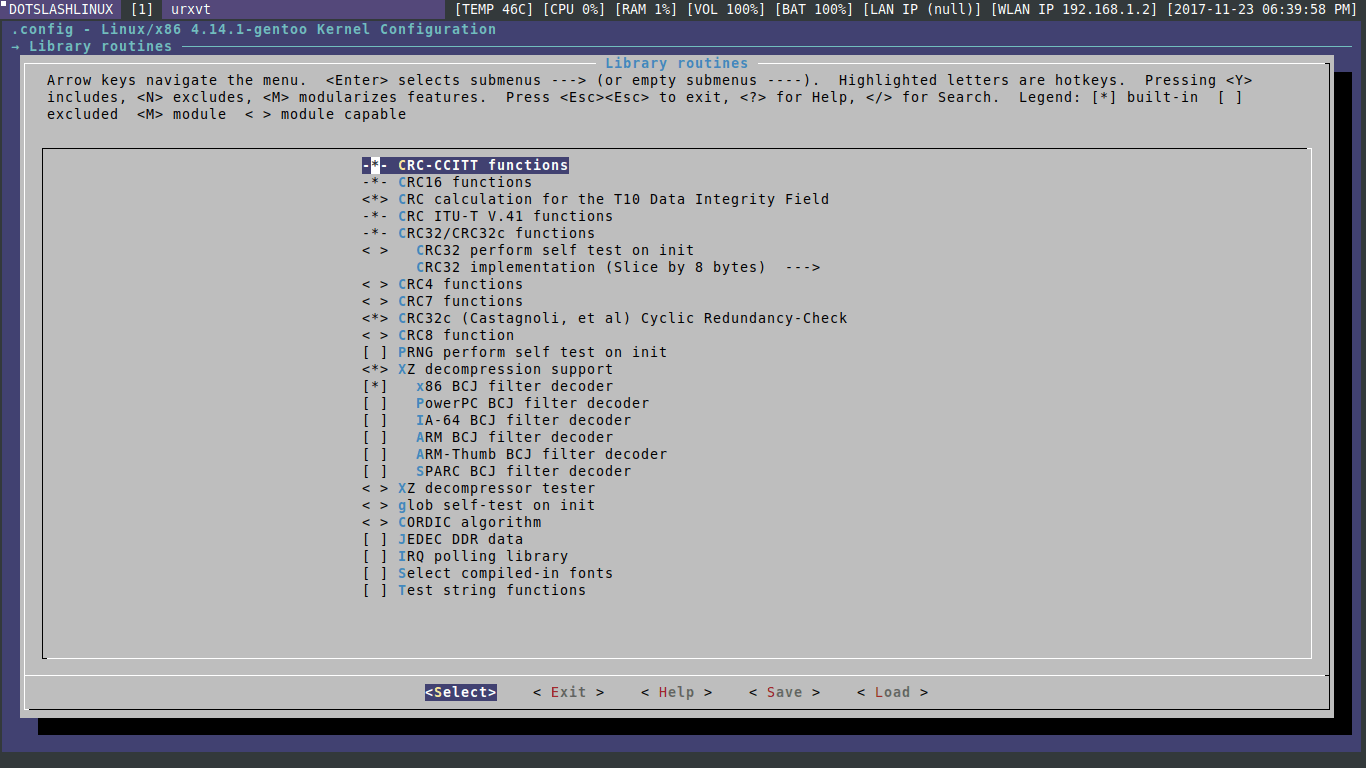 DOTSLASHLINUX [1] urxvt [TEMP 46C] [CPU 0%] [RAM 1%] [VOL 100%] [BAT 100%] [LAN IP (null)] [WLAN IP 192.168.1.2] [2017-11-23 06:39:58 PM]
.config - Linux/x86 4.14.1-gentoo Kernel Configuration
→ Library routines
Library routines
Arrow keys navigate the menu.  <Enter> selects submenus ---> (or empty submenus ----).  Highlighted letters are hotkeys.  Pressing <Y>
includes, <N> excludes, <M> modularizes features.  Press <Esc><Esc> to exit, <?> for Help, </> for Search.  Legend: [*] built-in  [ ]
excluded  <M> module  < > module capable
-*- CRC-CCITT functions
-*- CRC16 functions
<*> CRC calculation for the T10 Data Integrity Field
-*- CRC ITU-T V.41 functions
-*- CRC32/CRC32c functions
< >   CRC32 perform self test on init
CRC32 implementation (Slice by 8 bytes)  --->
< > CRC4 functions
< > CRC7 functions
<*> CRC32c (Castagnoli, et al) Cyclic Redundancy-Check
< > CRC8 function
[ ] PRNG perform self test on init
<*> XZ decompression support
[*]   x86 BCJ filter decoder
[ ]   PowerPC BCJ filter decoder
[ ]   IA-64 BCJ filter decoder
[ ]   ARM BCJ filter decoder
[ ]   ARM-Thumb BCJ filter decoder
[ ]   SPARC BCJ filter decoder
< > XZ decompressor tester
< > glob self-test on init
< > CORDIC algorithm
[ ] JEDEC DDR data
[ ] IRQ polling library
[ ] Select compiled-in fonts
[ ] Test string functions
<Select>    < Exit >    < Help >    < Save >    < Load >